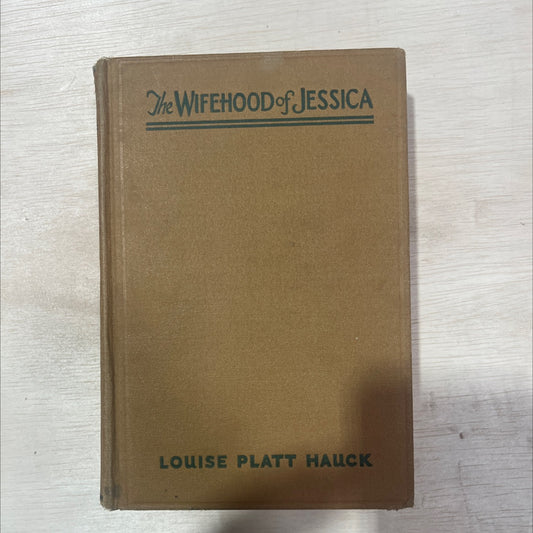 The WIFEHOOD of JESSICA
LOUISE PLATT HAUCK